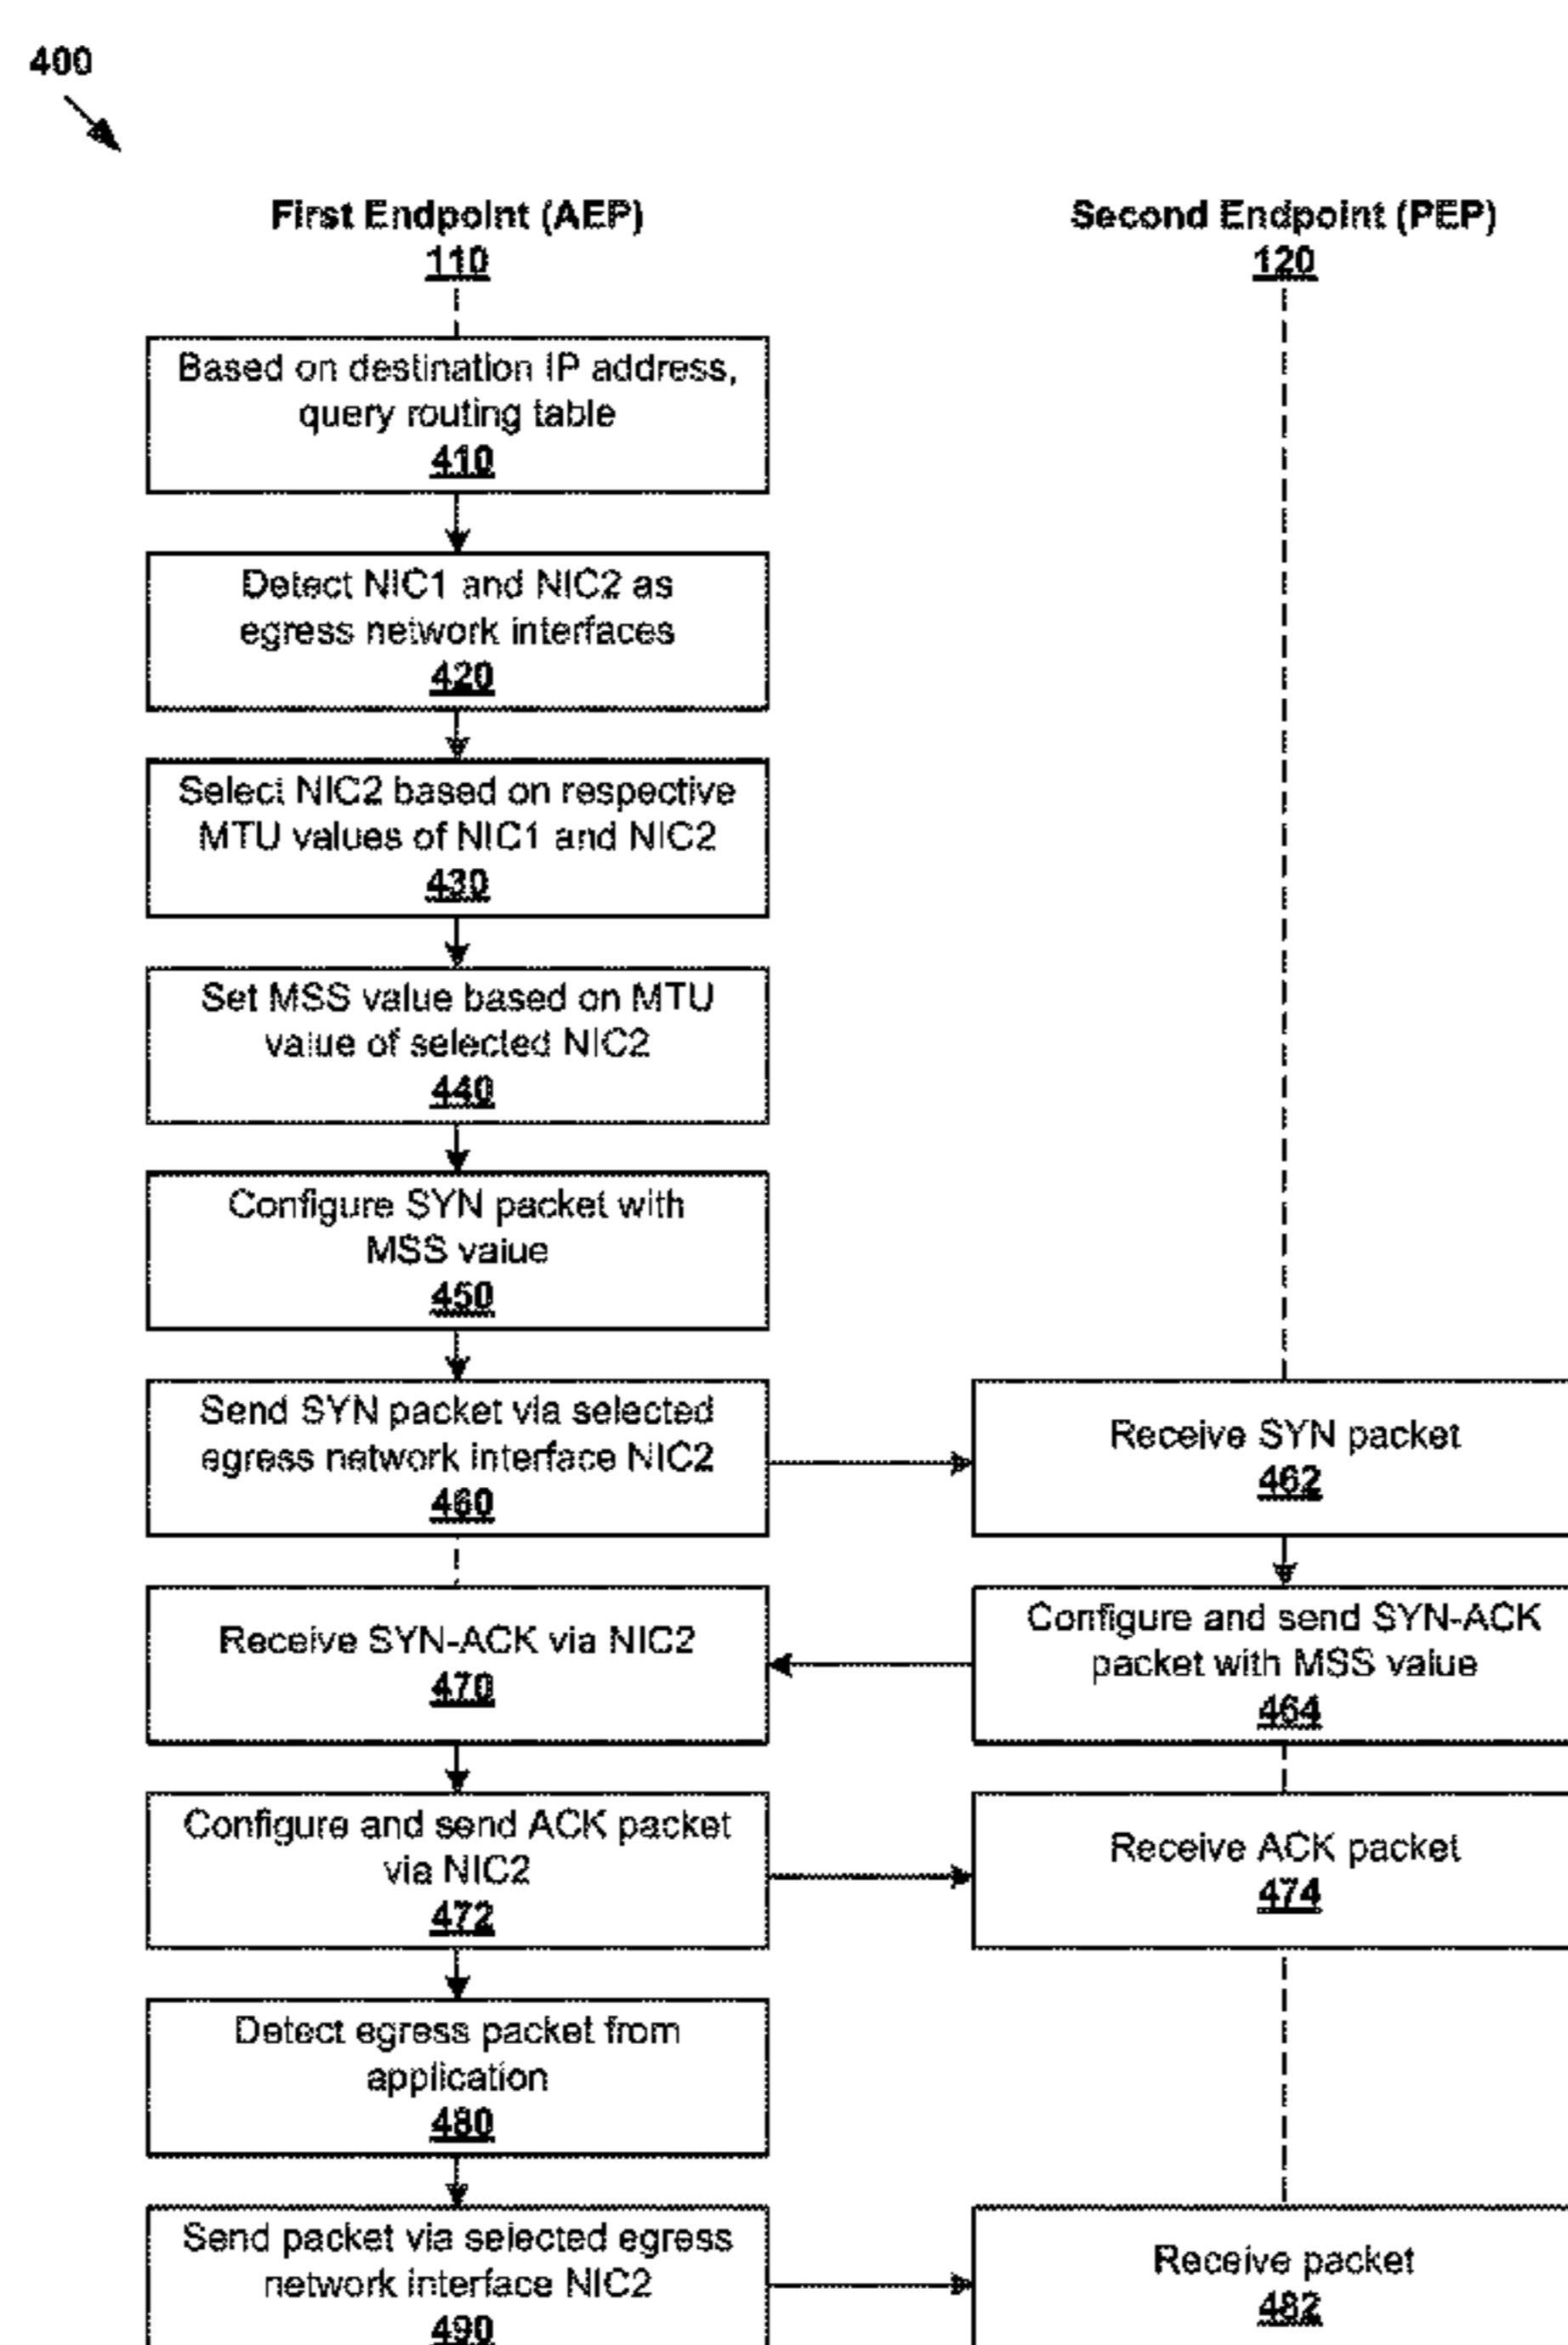 400
First Endpoint (AEP)
110
Second Endpoint (PEP)
120
Based on destination IP address,
query routing table
410
Detect NIC1 and NIC2 as
egress network interfaces
420
Select NIC2 based on respective
MTU values of NIC1 and NIC2
430
Set MSS value based on MTU
value of selected NIC2
440
Configure SYN packet with
MSS value
450
Send SYN packet via selected
egress network interface NIC2
460
Receive SYN packet
462
Configure and send SYN-ACK
packet with MSS value
464
Receive SYN-ACK via NIC2
470
Configure and send ACK packet
via NIC2
472
Receive ACK packet
474
Detect egress packet from
application
480
Send packet via selected egress
network interface NIC2
490
Receive packet
482